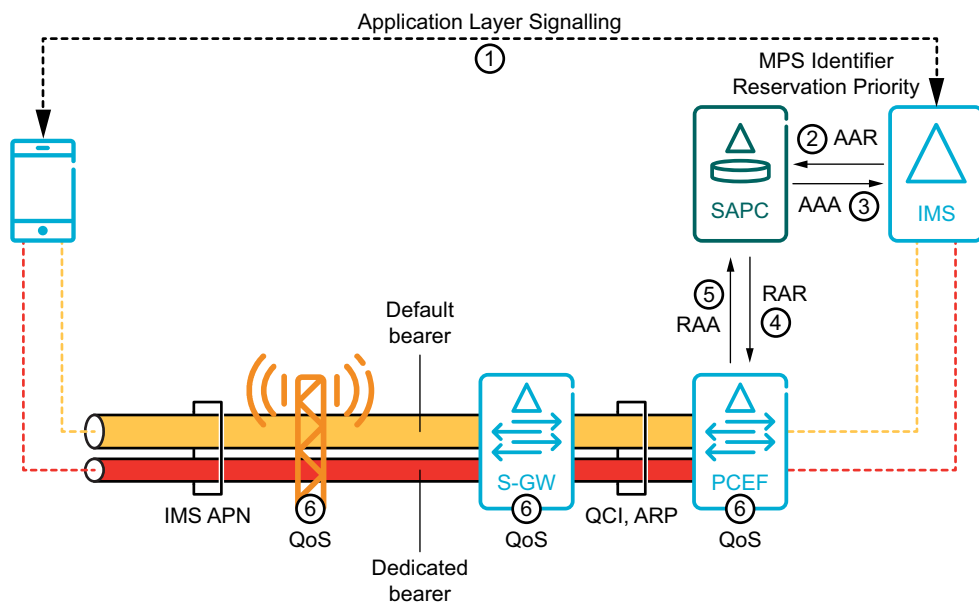 Application Layer Signalling
1
MPS Identifier
Reservation Priority
2 AAR
SAPC
AAA 3
IMS
5
RAA
RAR
4
Default
bearer
S-GW
PCEF
IMS APN
6
QoS
6
QoS
QCI, ARP
6
QoS
Dedicated
bearer